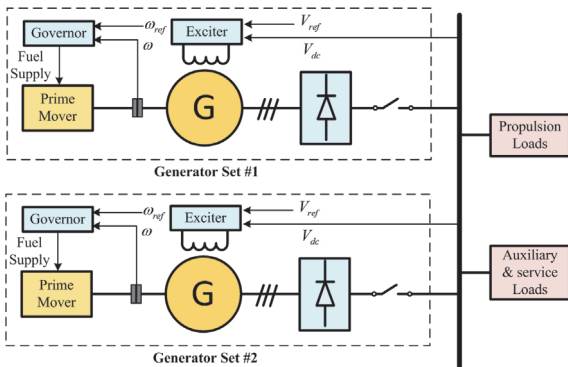 Governor
ω_ref
ω
Exciter
V_ref
V_dc
Fuel
Supply
Prime
Mover
G
Generator Set #1
Propulsion
Loads
Governor
ω_ref
ω
Exciter
V_ref
V_dc
Fuel
Supply
Prime
Mover
G
Generator Set #2
Auxiliary
& service
Loads